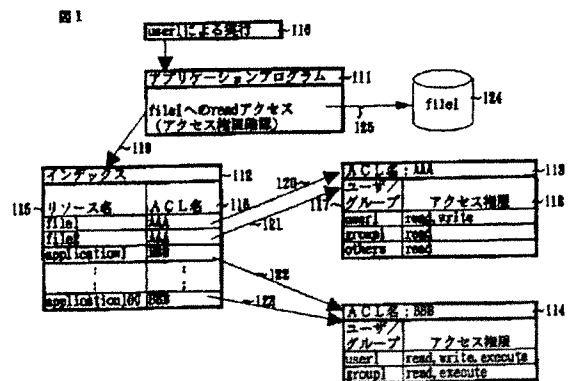 図1
user1による実行
110
アプリケーションプログラム
111
file1へのreadアクセス
(アクセス権限確認)
file1
124
125
119
インデックス
112
115
リソース名 ACL名
116
file1 AAA
file2 AAA
application1 BBB
application100 BBB
120
121
122
123
ACL名:AAA
113
ユーザ/
グループ アクセス権限
117
118
user1 read,write
group1 read
others read
ACL名:BBB
114
ユーザ/
グループ アクセス権限
user1 read,write,execute
group1 read,execute